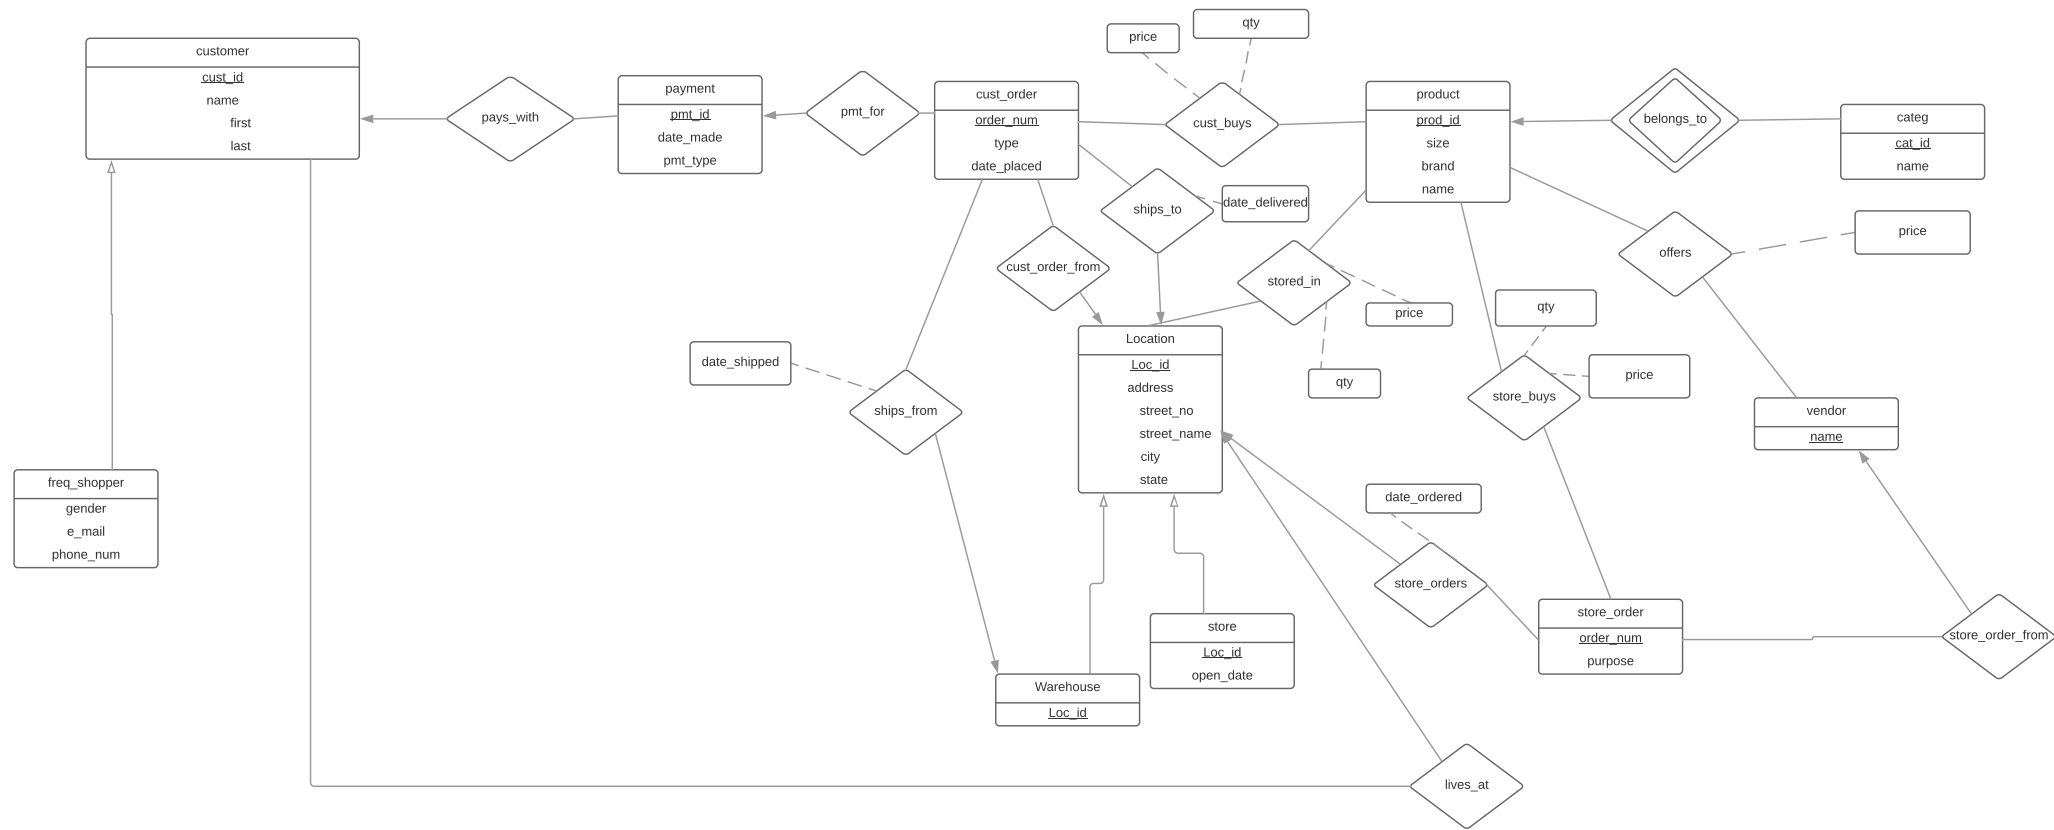 customer
cust_id
name
first
last
pays_with
payment
pmt_id
date_made
pmt_type
pmt_for
cust_order
order_num
type
date_placed
price
qty
cust_buys
product
prod_id
size
brand
name
belongs_to
categ
cat_id
name
ships_to
date_delivered
cust_order_from
stored_in
price
qty
offers
price
date_shipped
ships_from
Location
Loc_id
address
street_no
street_name
city
state
qty
price
store_buys
vendor
name
freq_shopper
gender
e_mail
phone_num
date_ordered
store_orders
store_order
order_num
purpose
store_order_from
store
Loc_id
open_date
Warehouse
Loc_id
lives_at